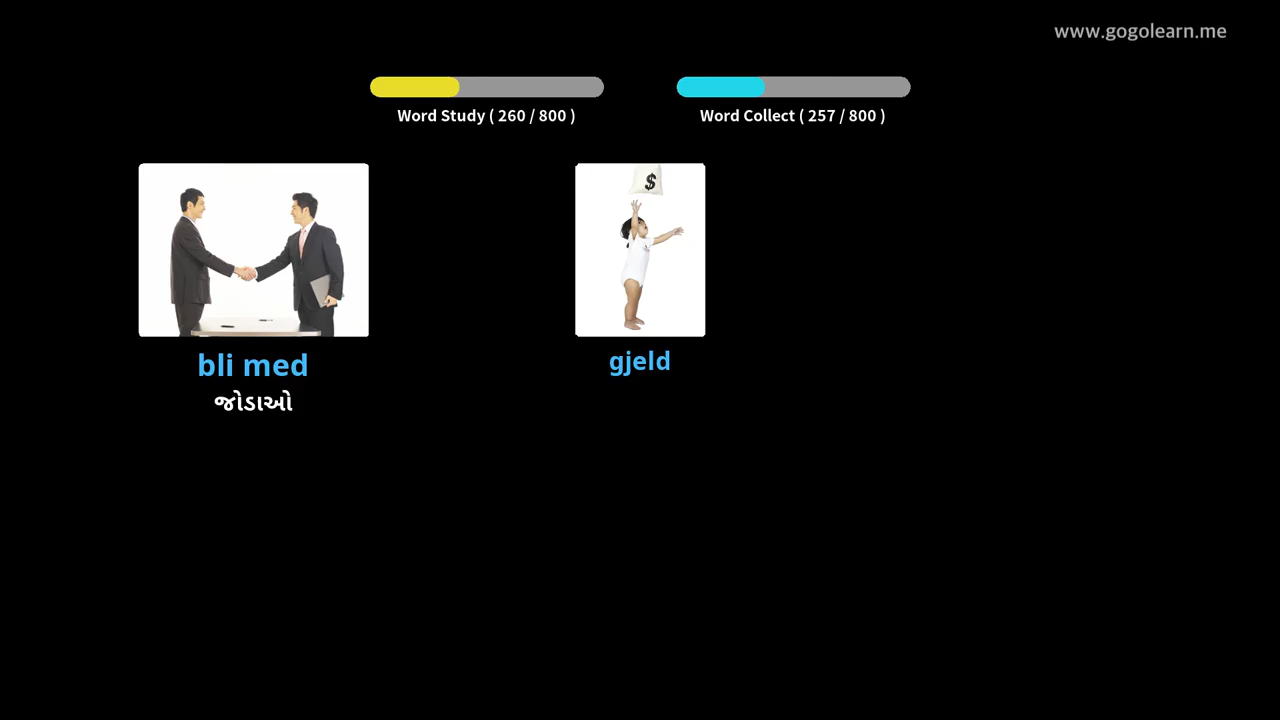 www.gogolearn.me
Word Study ( 260 / 800 )
Word Collect ( 257 / 800 )
$
bli med
gjeld
જોડાઓ